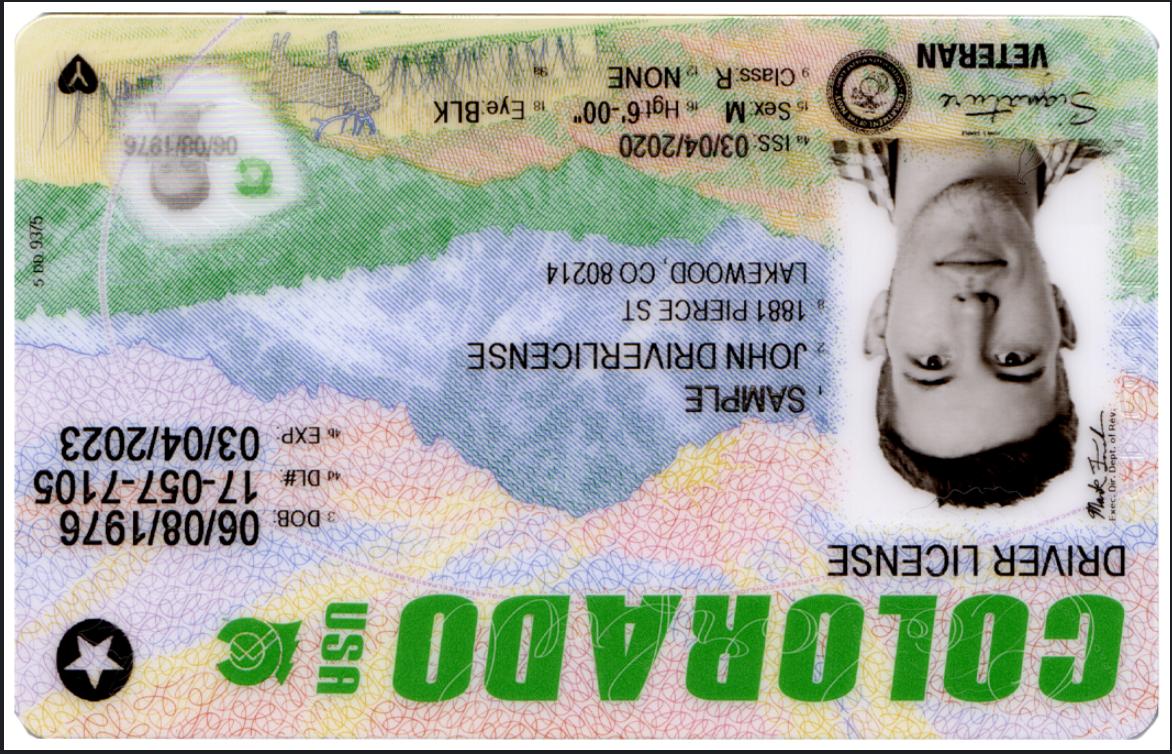 COLORADO USA
DRIVER LICENSE
3 DOB: 06/08/1976
4d DL#: 17-057-7105
4b EXP: 03/04/2023
Exec. Dir. Dept. of Rev.
1 SAMPLE
2 JOHN DRIVERLICENSE
8 1881 PIERCE ST
LAKEWOOD, CO 80214
4a ISS: 03/04/2020
15 Sex: M 16 Hgt: 6'-00" 18 Eye: BLK
9 Class: R 12 NONE 9a
06/08/1976
5 DD 9375
Signature
VETERAN
Y